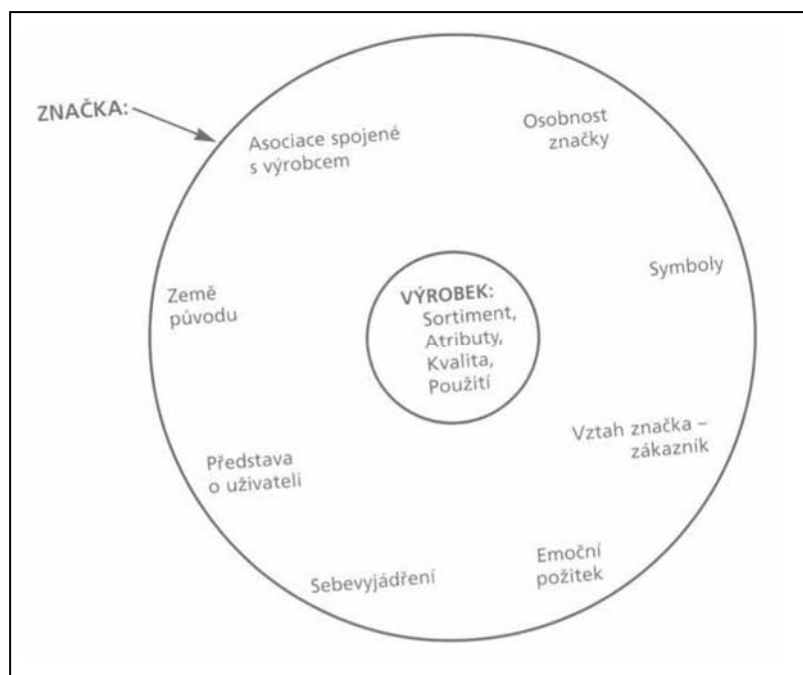 ZNAČKA:
Asociace spojené
s výrobcem
Osobnost
značky
Země
původu
Symboly
VÝROBEK:
Sortiment,
Atributy,
Kvalita,
Použití
Vztah značka –
zákazník
Představa
o uživateli
Sebevyjádření
Emoční
požitek